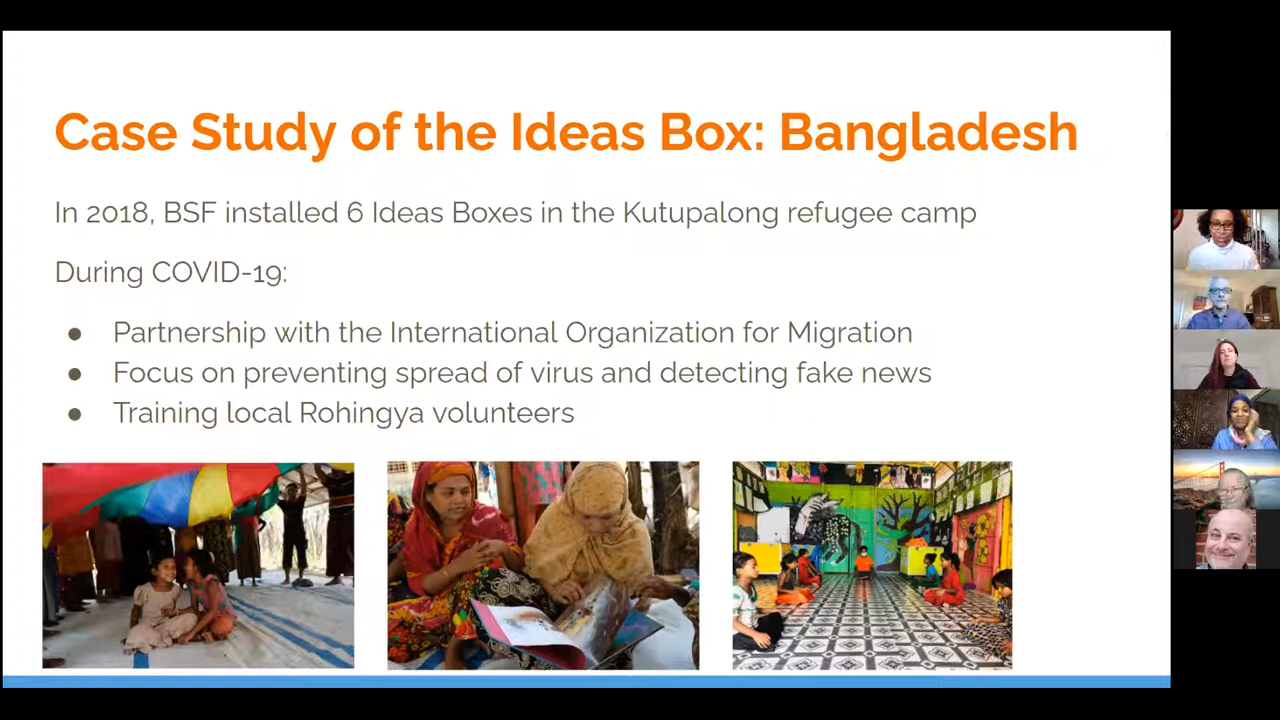 Case Study of the Ideas Box: Bangladesh
In 2018, BSF installed 6 Ideas Boxes in the Kutupalong refugee camp
During COVID-19:
● Partnership with the International Organization for Migration
● Focus on preventing spread of virus and detecting fake news
● Training local Rohingya volunteers